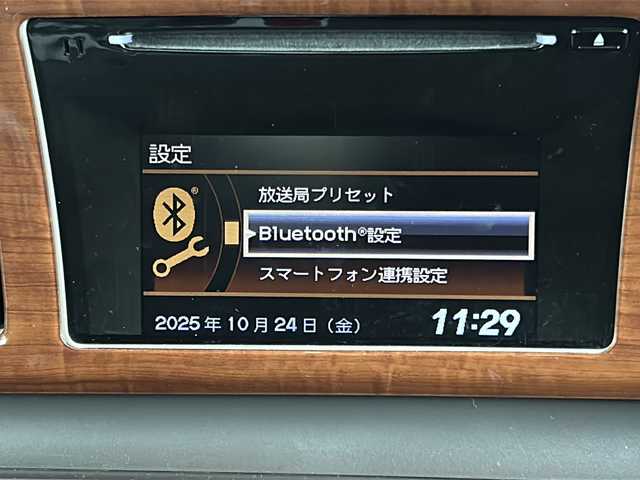 設定
放送局プリセット
Bluetooth®設定
スマートフォン連携設定
2025年10月24日（金） 11:29